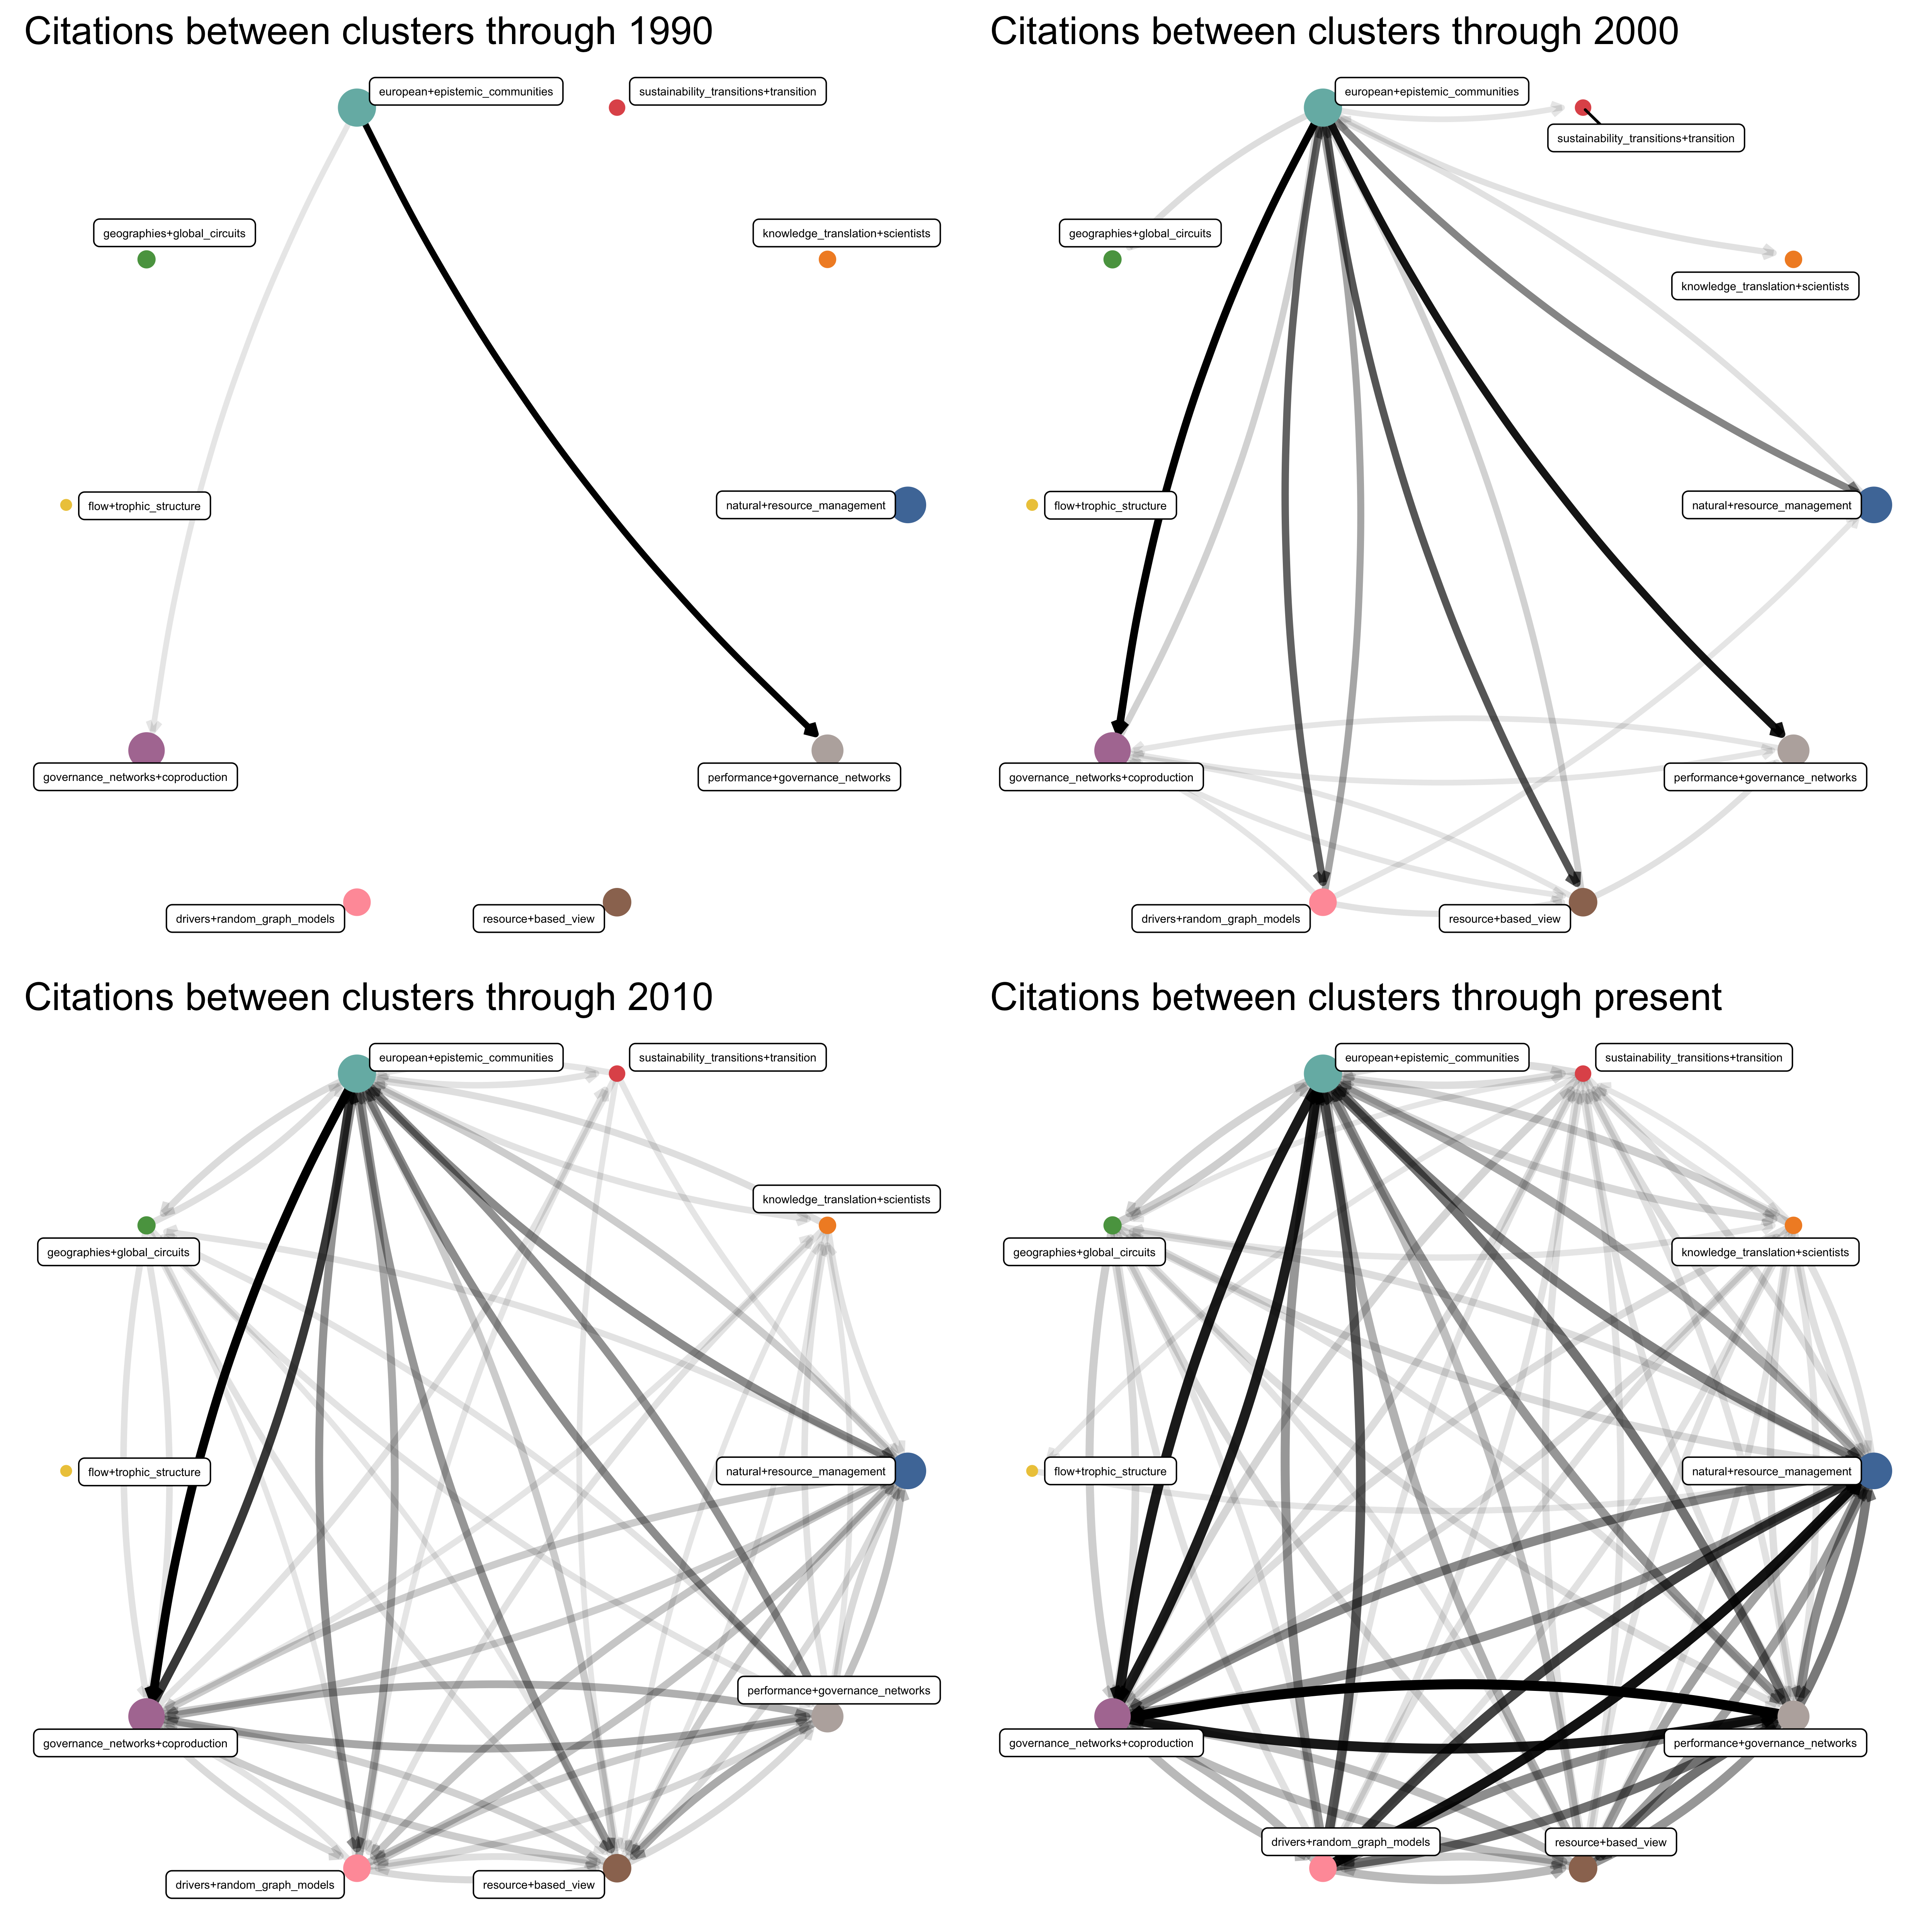 Citations between clusters through 1990
european+epistemic_communities
sustainability_transitions+transition
geographies+global_circuits
knowledge_translation+scientists
flow+trophic_structure
natural+resource_management
governance_networks+coproduction
performance+governance_networks
drivers+random_graph_models
resource+based_view
Citations between clusters through 2000
european+epistemic_communities
sustainability_transitions+transition
geographies+global_circuits
knowledge_translation+scientists
flow+trophic_structure
natural+resource_management
governance_networks+coproduction
performance+governance_networks
drivers+random_graph_models
resource+based_view
Citations between clusters through 2010
european+epistemic_communities
sustainability_transitions+transition
knowledge_translation+scientists
geographies+global_circuits
flow+trophic_structure
natural+resource_management
performance+governance_networks
governance_networks+coproduction
drivers+random_graph_models
resource+based_view
Citations between clusters through present
european+epistemic_communities
sustainability_transitions+transition
geographies+global_circuits
knowledge_translation+scientists
flow+trophic_structure
natural+resource_management
governance_networks+coproduction
performance+governance_networks
drivers+random_graph_models
resource+based_view